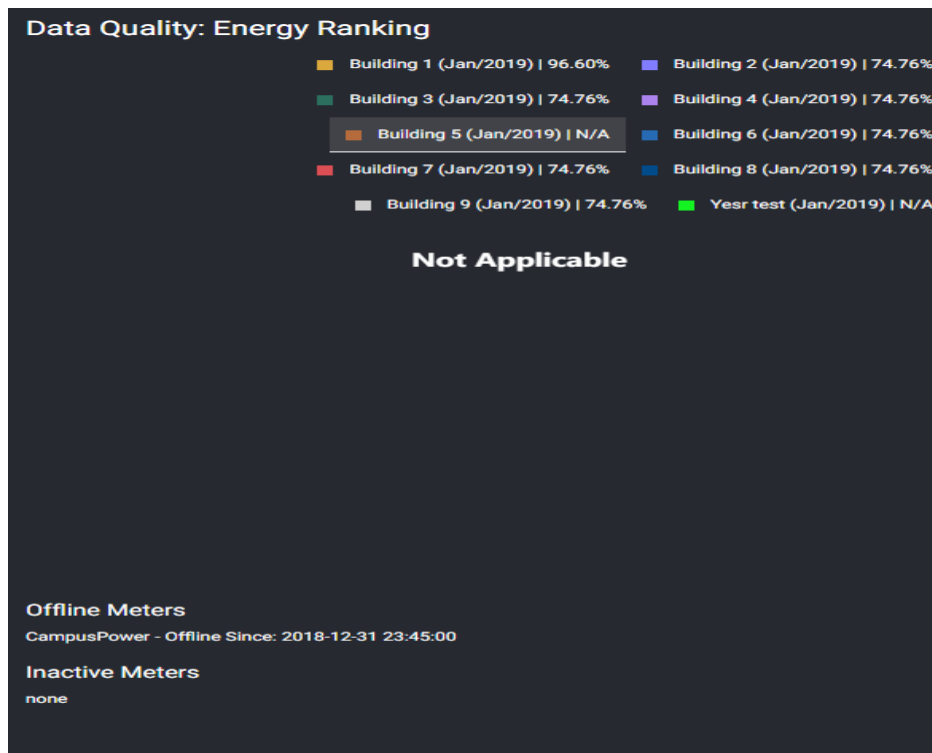 Data Quality: Energy Ranking
Building 1 (Jan/2019) | 96.60% Building 2 (Jan/2019) | 74.76%
Building 3 (Jan/2019) | 74.76% Building 4 (Jan/2019) | 74.76%
Building 5 (Jan/2019) | N/A Building 6 (Jan/2019) | 74.76%
Building 7 (Jan/2019) | 74.76% Building 8 (Jan/2019) | 74.76%
Building 9 (Jan/2019) | 74.76% Yesr test (Jan/2019) | N/A
Not Applicable
Offline Meters
CampusPower - Offline Since: 2018-12-31 23:45:00
Inactive Meters
none